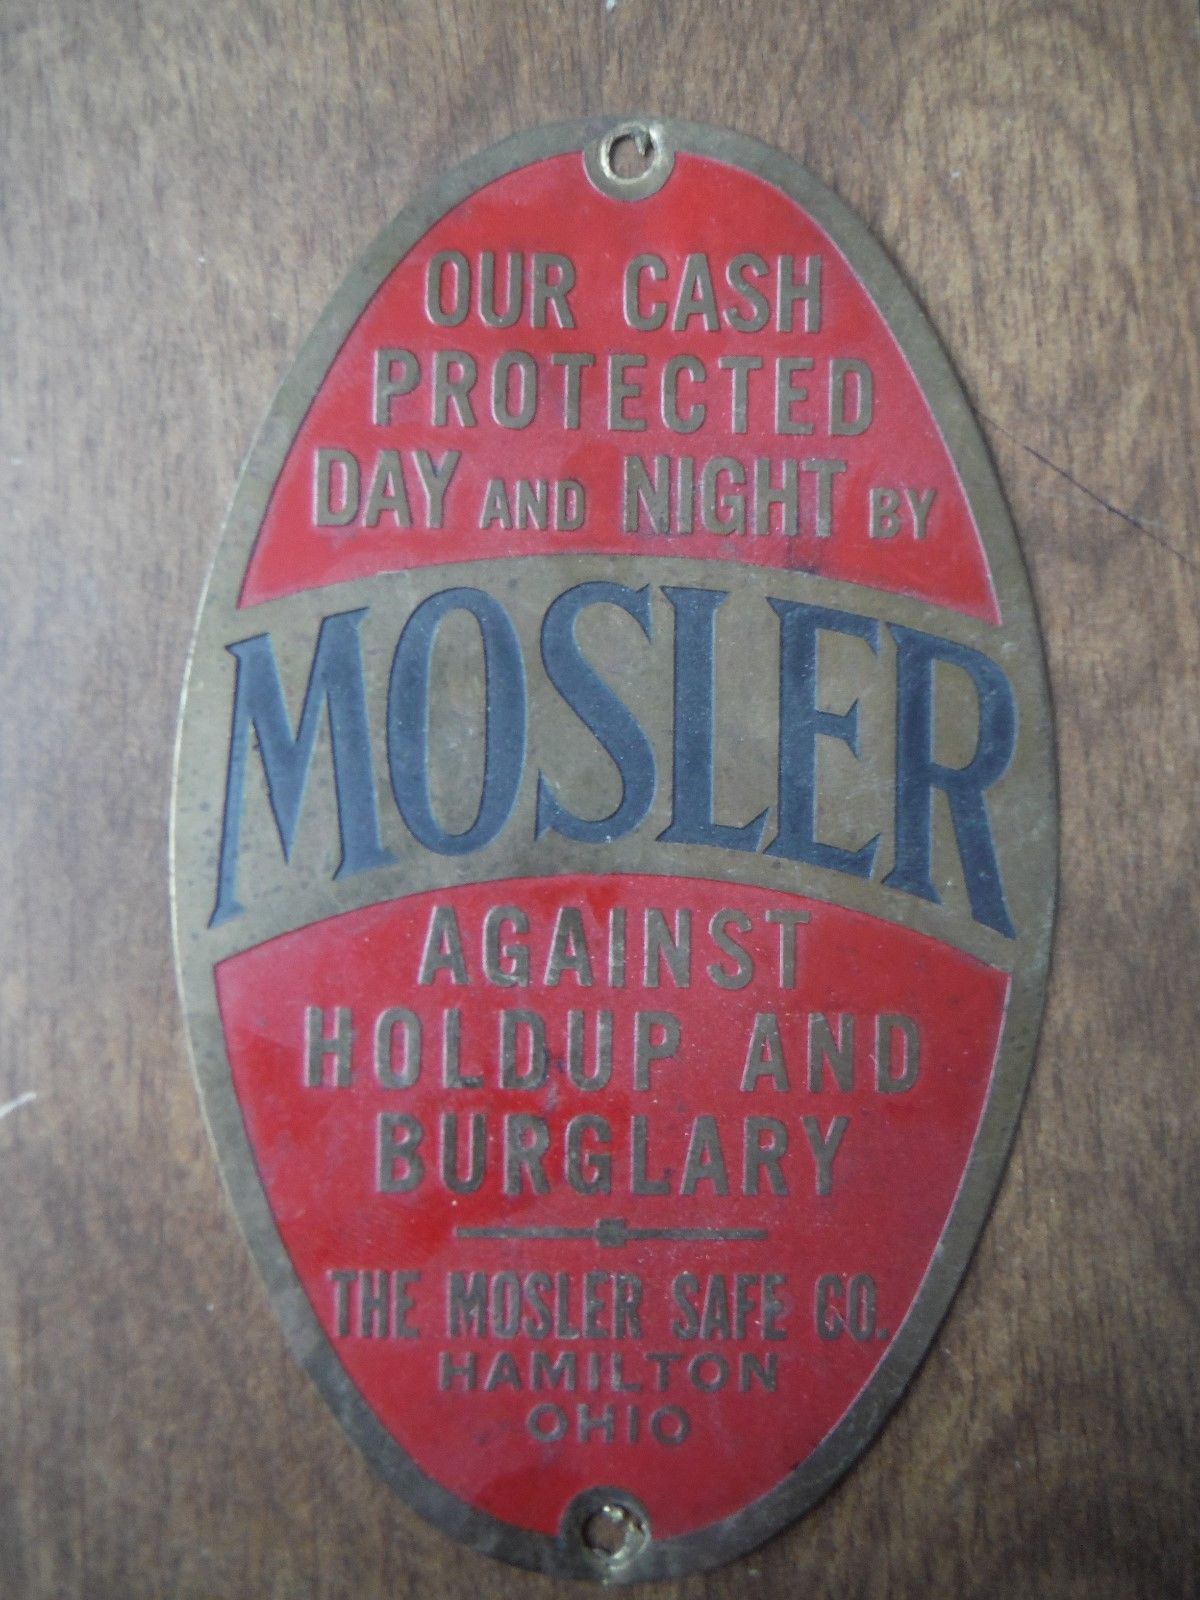 OUR CASH
PROTECTED
DAY AND NIGHT BY
MOSLER
AGAINST
HOLDUP AND
BURGLARY
THE MOSLER SAFE CO.
HAMILTON
OHIO